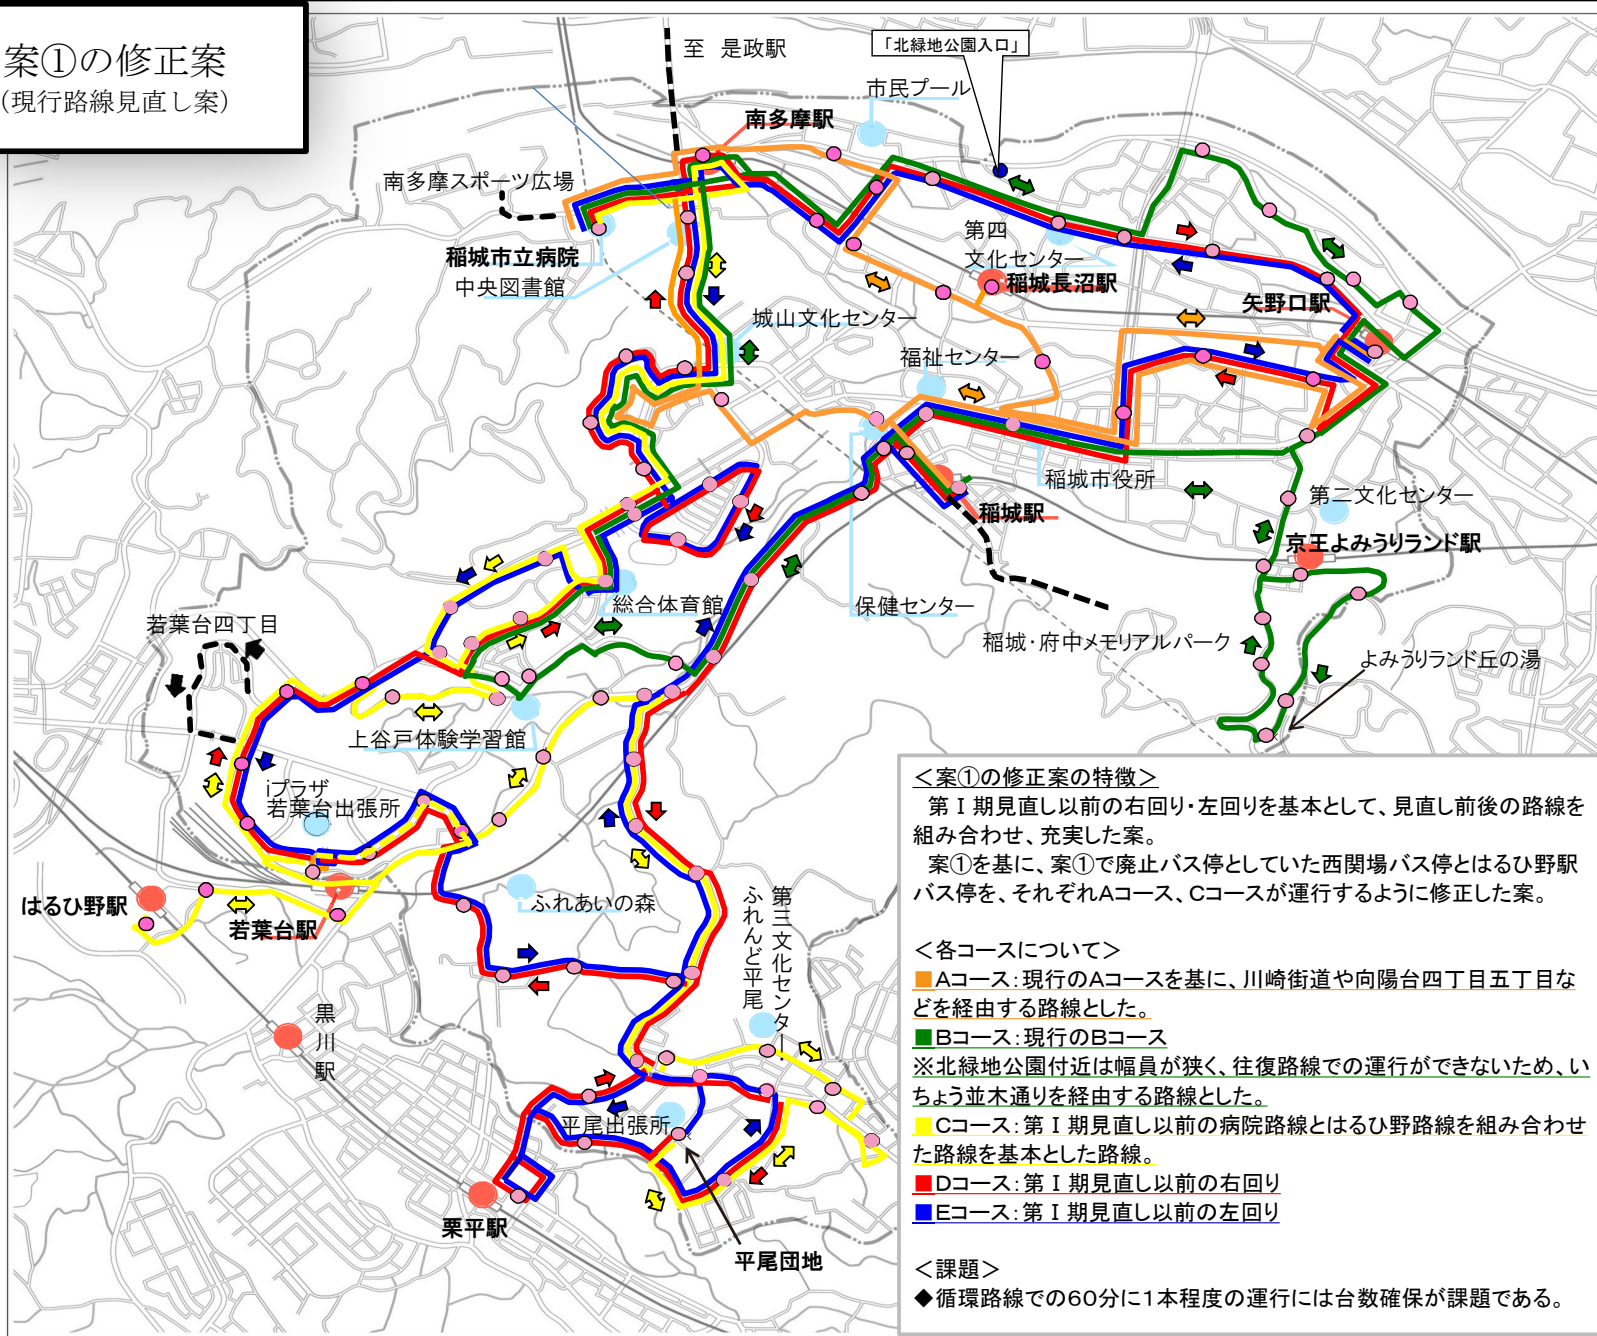 案①の修正案
（現行路線見直し案）
至 是政駅
「北緑地公園入口」
市民プール
南多摩駅
南多摩スポーツ広場
稲城市立病院
中央図書館
第四
文化センター
稲城長沼駅
矢野口駅
城山文化センター
福祉センター
稲城市役所
第二文化センター
稲城駅
京王よみうりランド駅
総合体育館
保健センター
若葉台四丁目
稲城・府中メモリアルパーク
よみうりランド丘の湯
上谷戸体験学習館
iプラザ
若葉台出張所
はるひ野駅
若葉台駅
ふれあいの森
第三文化センター
ふれんど平尾
黒川駅
平尾出張所
栗平駅
平尾団地
＜案①の修正案の特徴＞
第Ⅰ期見直し以前の右回り・左回りを基本として、見直し前後の路線を
組み合わせ、充実した案。
案①を基に、案①で廃止バス停としていた西関場バス停とはるひ野駅
バス停を、それぞれAコース、Cコースが運行するように修正した案。
＜各コースについて＞
■Aコース：現行のAコースを基に、川崎街道や向陽台四丁目五丁目な
どを経由する路線とした。
■Bコース：現行のBコース
※北緑地公園付近は幅員が狭く、往復路線での運行ができないため、い
ちょう並木通りを経由する路線とした。
■Cコース：第Ⅰ期見直し以前の病院路線とはるひ野路線を組み合わせ
た路線を基本とした路線。
■Dコース：第Ⅰ期見直し以前の右回り
■Eコース：第Ⅰ期見直し以前の左回り
＜課題＞
◆循環路線での60分に1本程度の運行には台数確保が課題である。